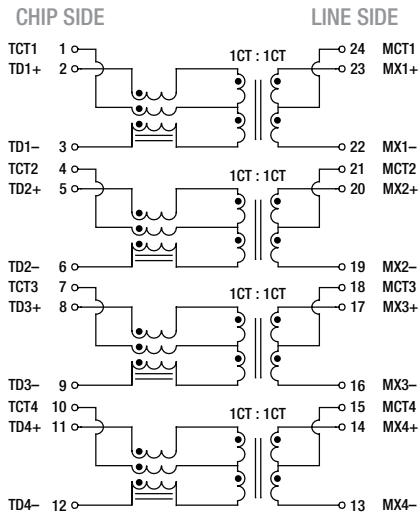 CHIP SIDE LINE SIDE
TCT1 1 24 MCT1
1CT : 1CT
TD1+ 2 23 MX1+
TD1– 3 22 MX1–
TCT2 4 21 MCT2
1CT : 1CT
TD2+ 5 20 MX2+
TD2– 6 19 MX2–
TCT3 7 18 MCT3
1CT : 1CT
TD3+ 8 17 MX3+
TD3– 9 16 MX3–
TCT4 10 15 MCT4
1CT : 1CT
TD4+ 11 14 MX4+
TD4– 12 13 MX4–